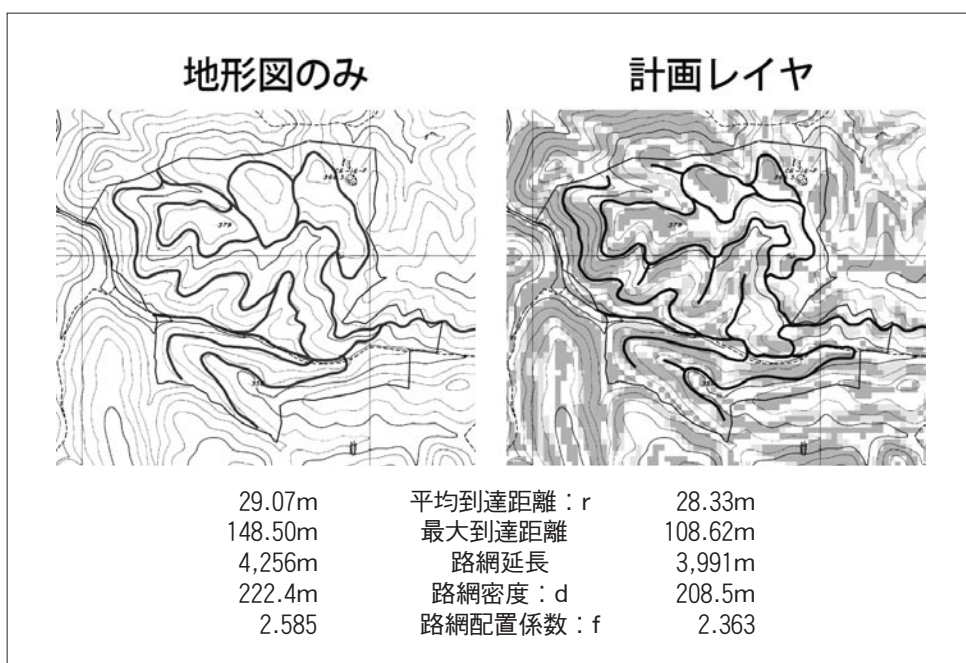 地形図のみ 計画レイヤ
379 379
29.07m 平均到達距離：r 28.33m
148.50m 最大到達距離 108.62m
4,256m 路網延長 3,991m
222.4m 路網密度：d 208.5m
2.585 路網配置係数：f 2.363